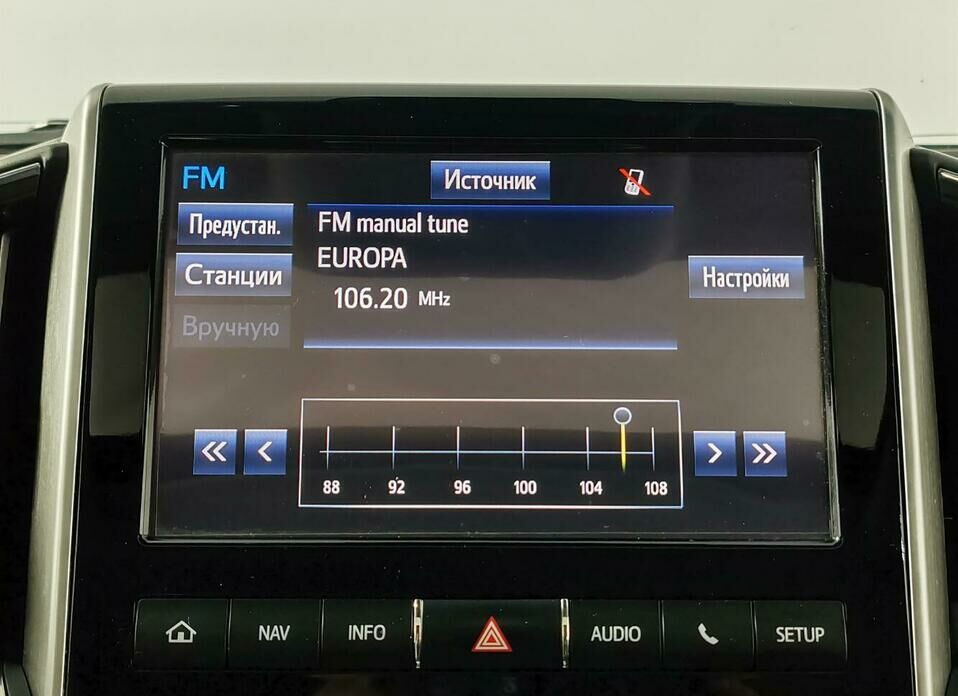 FM
Источник
Предустан.
FM manual tune
EUROPA
Станции
Настройки
106.20 MHz
Вручную
88 92 96 100 104 108
NAV INFO AUDIO SETUP